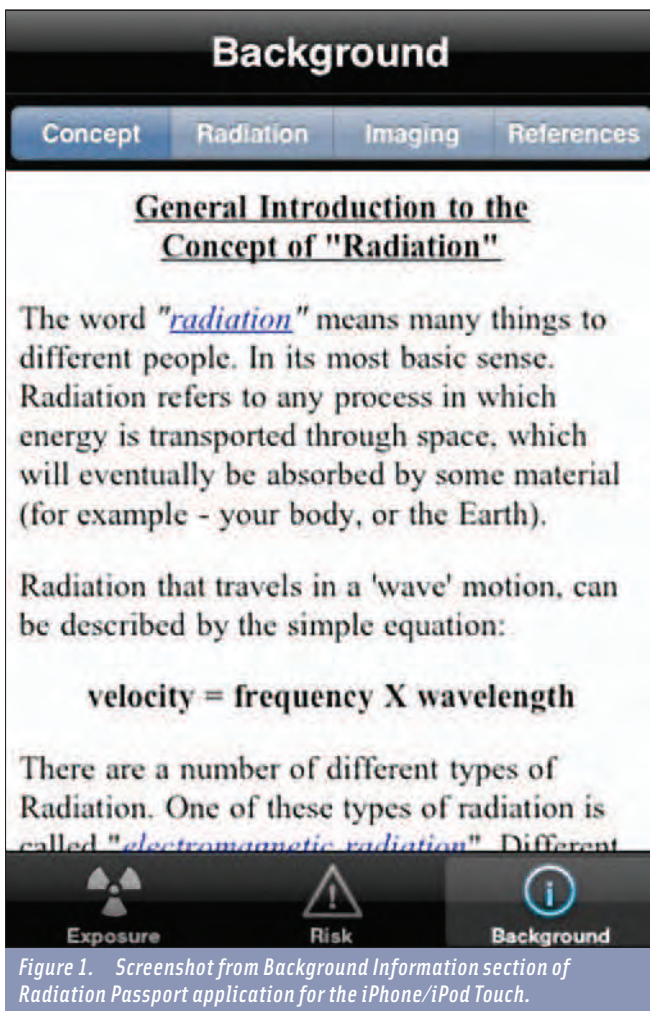 Background
Concept Radiation Imaging References
General Introduction to the
Concept of "Radiation"
The word "radiation" means many things to
different people. In its most basic sense.
Radiation refers to any process in which
energy is transported through space, which
will eventually be absorbed by some material
(for example - your body, or the Earth).
Radiation that travels in a 'wave' motion, can
be described by the simple equation:
velocity = frequency X wavelength
There are a number of different types of
Radiation. One of these types of radiation is
called "electromagnetic radiation". Different
Exposure Risk Background
Figure 1. Screenshot from Background Information section of
Radiation Passport application for the iPhone/iPod Touch.